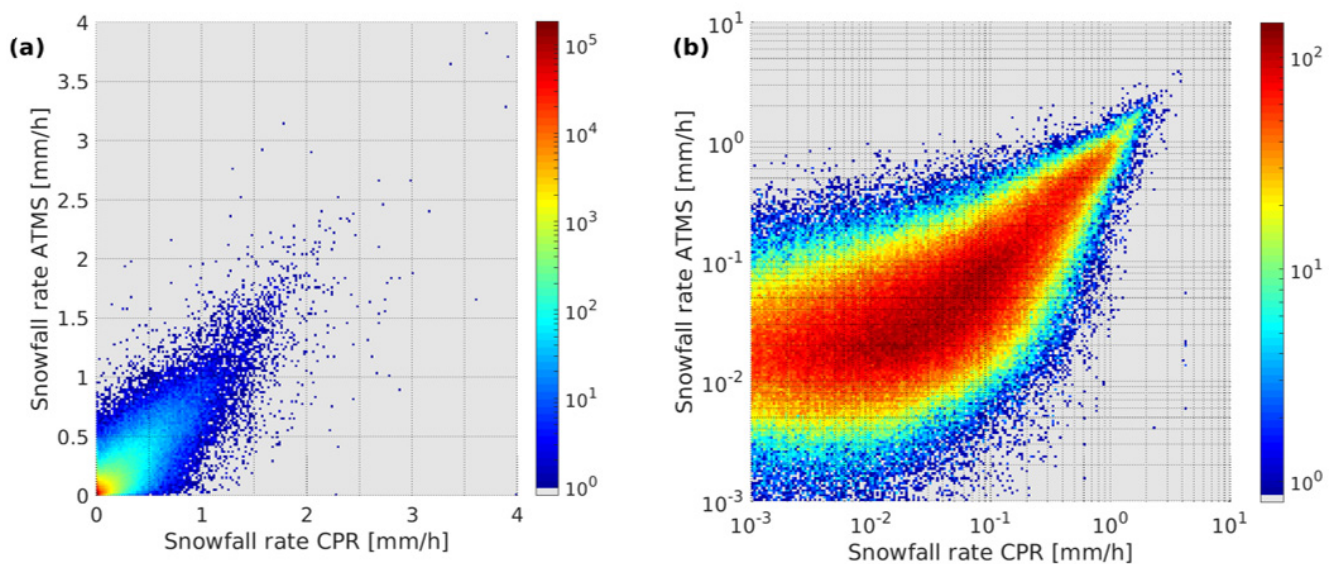 (a)
Snowfall rate ATMS [mm/h]
4
3.5
3
2.5
2
1.5
1
0.5
0
0 1 2 3 4
Snowfall rate CPR [mm/h]
10^5
10^4
10^3
10^2
10^1
10^0
(b)
Snowfall rate ATMS [mm/h]
10^1
10^0
10^-1
10^-2
10^-3
10^-3 10^-2 10^-1 10^0 10^1
Snowfall rate CPR [mm/h]
10^2
10^1
10^0